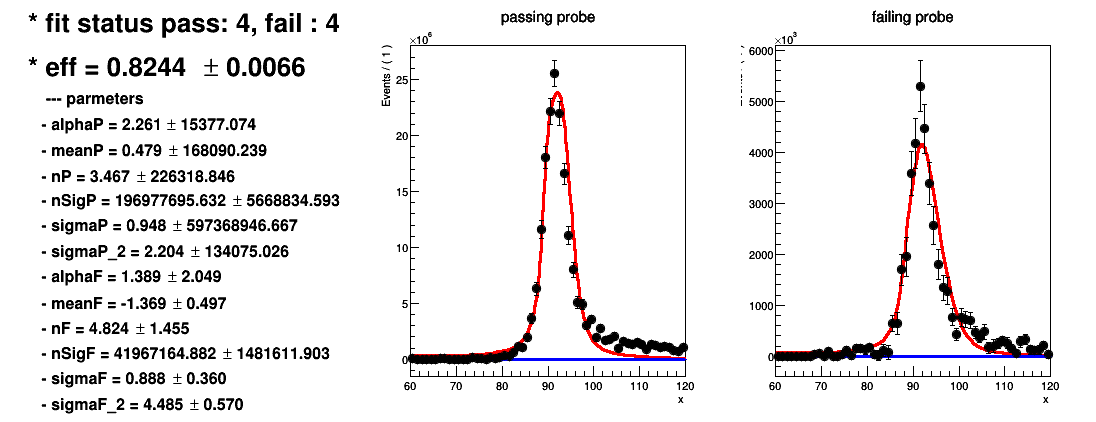 * fit status pass: 4, fail : 4
* eff = 0.8244 ± 0.0066
--- parmeters
- alphaP = 2.261 ± 15377.074
- meanP = 0.479 ± 168090.239
- nP = 3.467 ± 226318.846
- nSigP = 196977695.632 ± 5668834.593
- sigmaP = 0.948 ± 597368946.667
- sigmaP_2 = 2.204 ± 134075.026
- alphaF = 1.389 ± 2.049
- meanF = -1.369 ± 0.497
- nF = 4.824 ± 1.455
- nSigF = 41967164.882 ± 1481611.903
- sigmaF = 0.888 ± 0.360
- sigmaF_2 = 4.485 ± 0.570
passing probe
×10⁶
Events / ( 1 )
25
20
15
10
5
0
60 70 80 90 100 110 120
x
failing probe
×10³
6000
5000
4000
3000
2000
1000
0
60 70 80 90 100 110 120
x